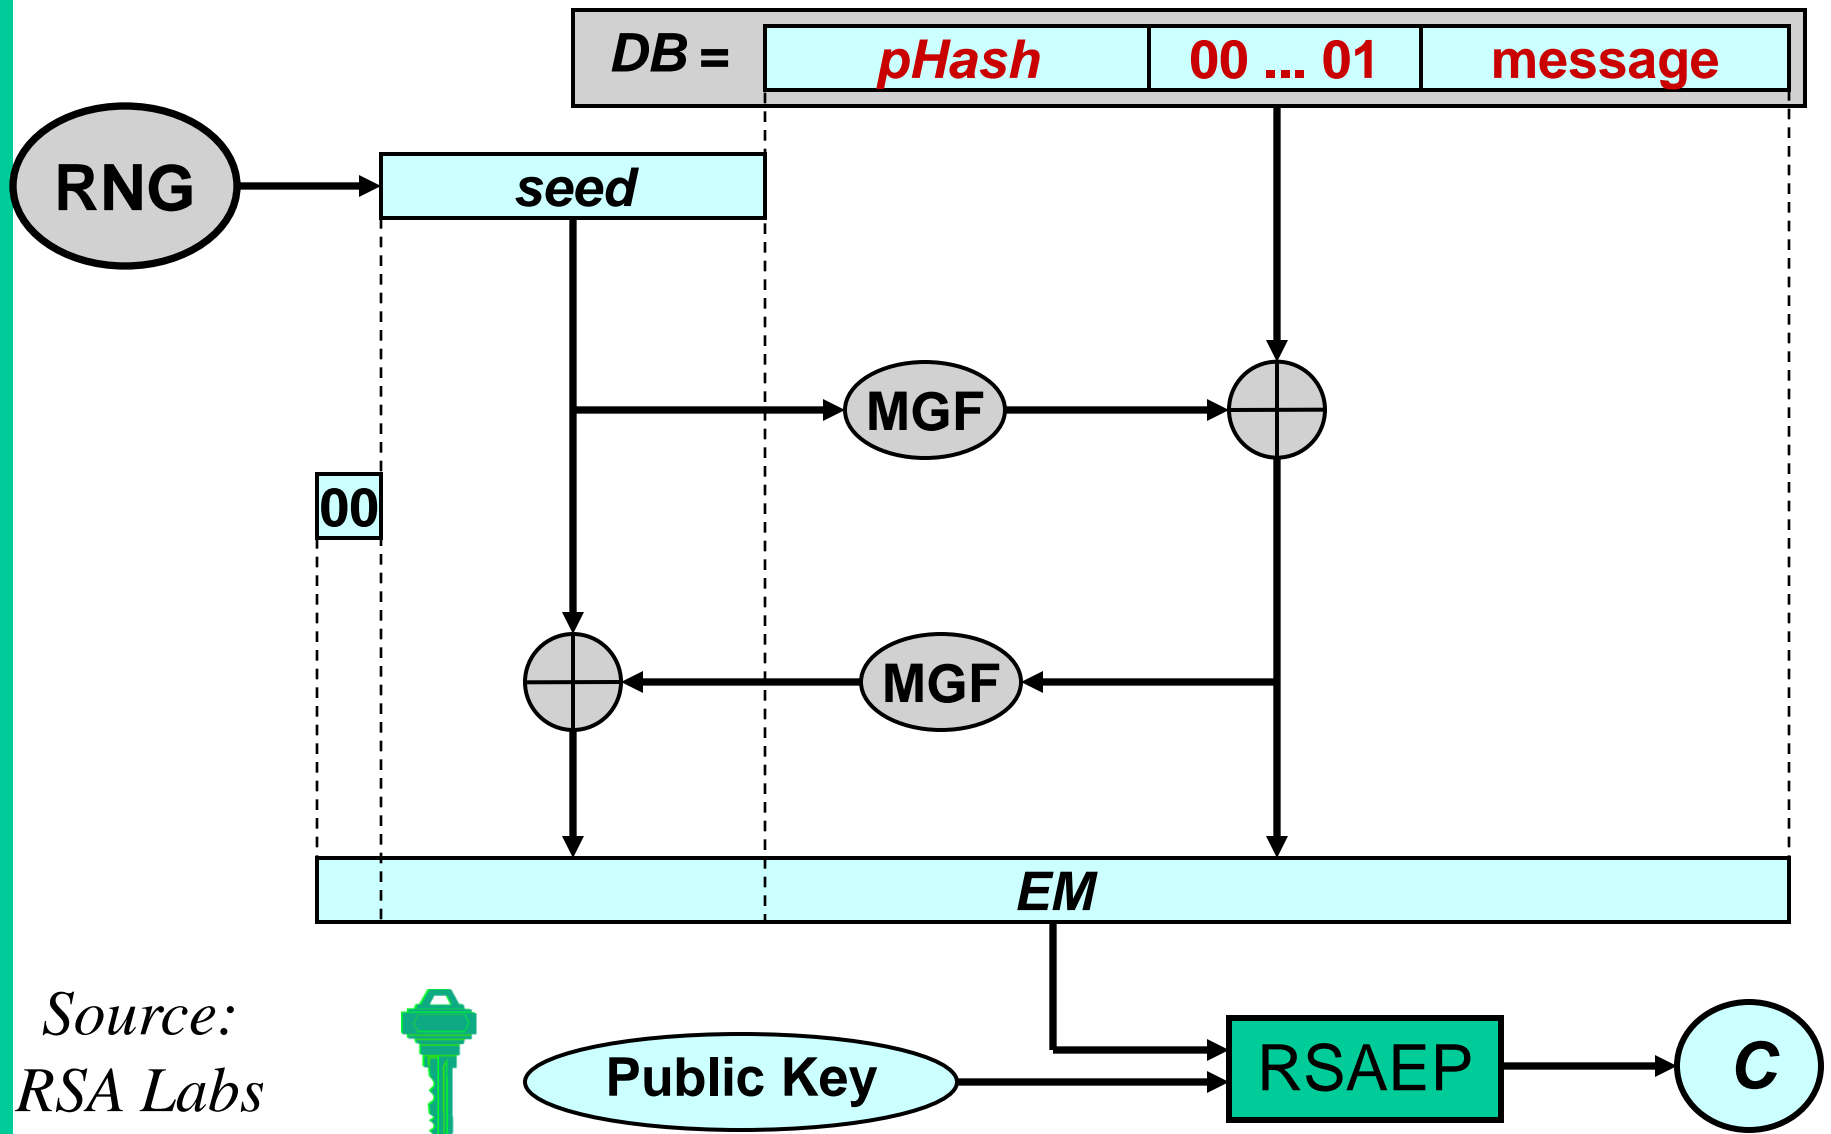 DB = pHash 00 ... 01 message
RNG
seed
MGF
00
MGF
EM
Source:
RSA Labs
Public Key
RSAEP
C